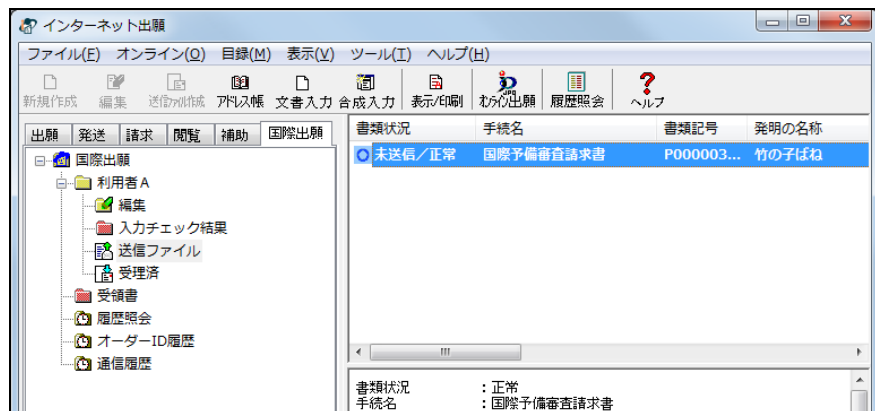 インターネット出願
ファイル(F) オンライン(O) 目録(M) 表示(V) ツール(T) ヘルプ(H)
新規作成 編集 送信ファイル作成 アドレス帳 文書入力 合成入力 表示/印刷 オンライン出願 履歴照会 ヘルプ
出願 発送 請求 閲覧 補助 国際出願
国際出願
利用者A
編集
入力チェック結果
送信ファイル
受理済
受領書
履歴照会
オーダーID履歴
通信履歴
書類状況 手続名 書類記号 発明の名称
未送信/正常 国際予備審査請求書 P000003... 竹の子ばね
書類状況 :正常
手続名 :国際予備審査請求書